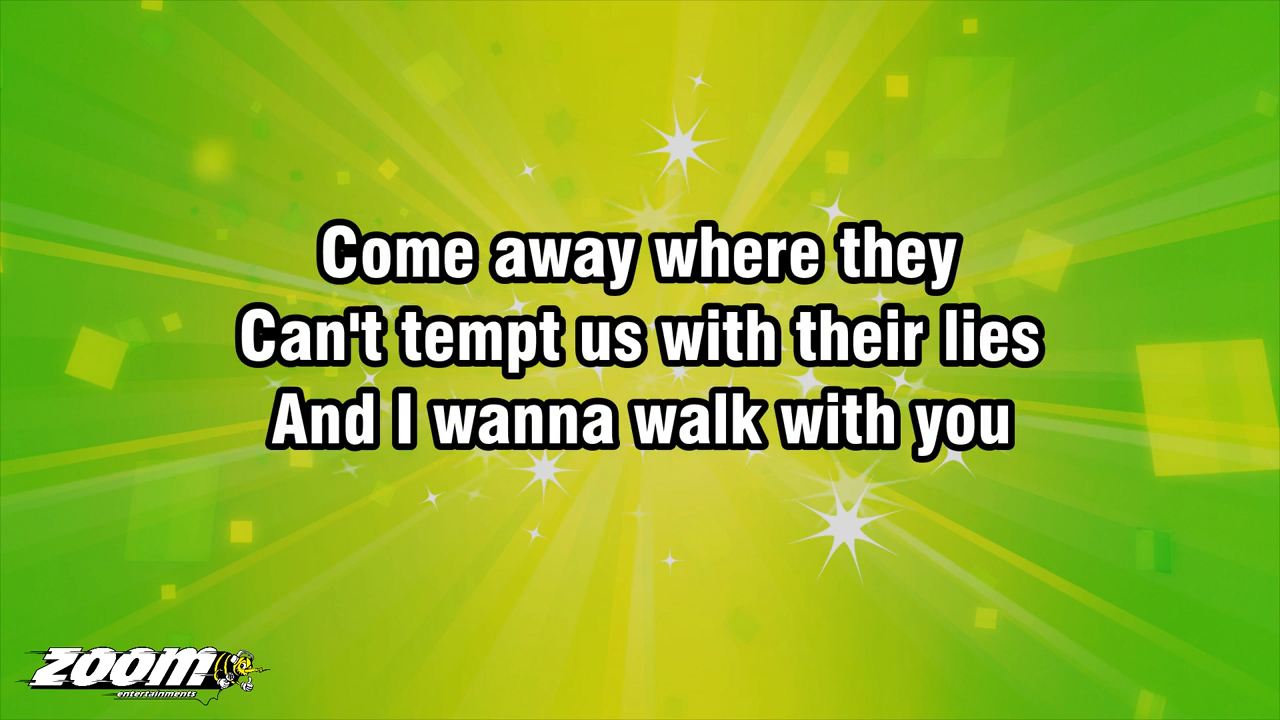 Come away where they
Can't tempt us with their lies
And I wanna walk with you
ZOOM
entertainments